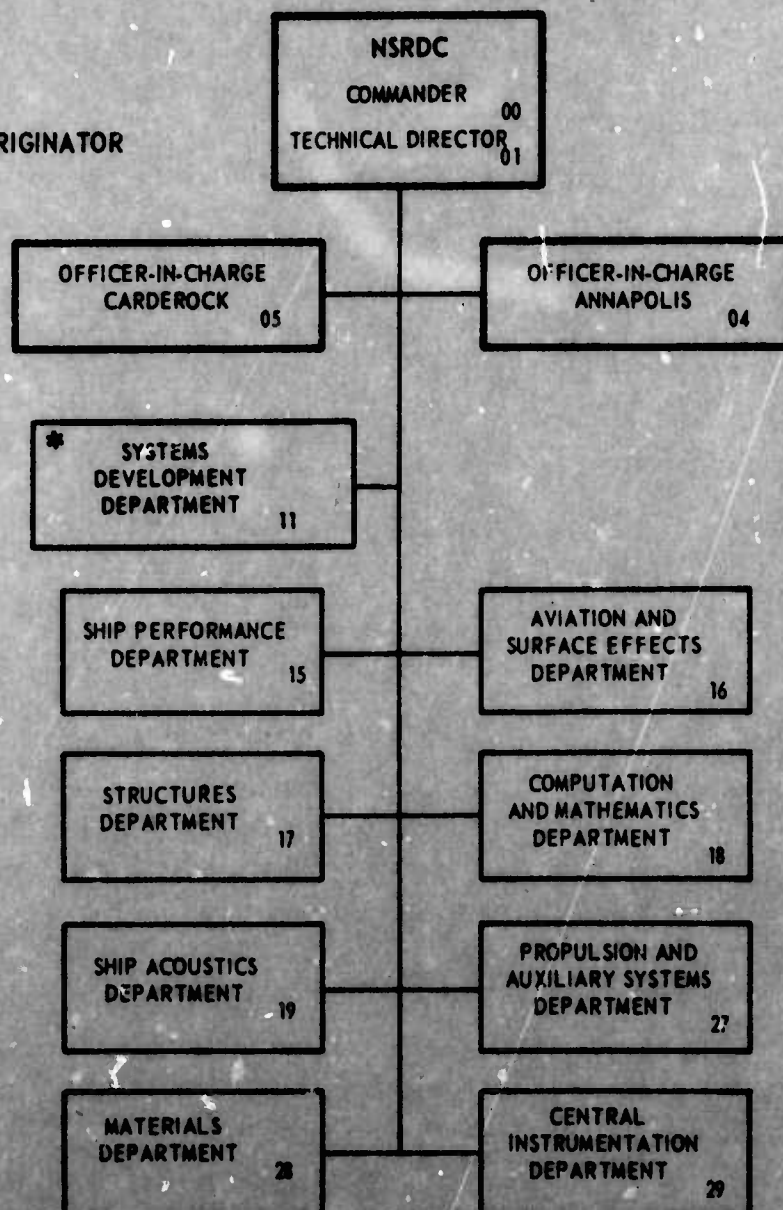 NSRDC
COMMANDER
00
TECHNICAL DIRECTOR
01
RIGINATOR
OFFICER-IN-CHARGE
CARDEROCK
05
OFFICER-IN-CHARGE
ANNAPOLIS
04
*
SYSTEMS
DEVELOPMENT
DEPARTMENT
11
SHIP PERFORMANCE
DEPARTMENT
15
AVIATION AND
SURFACE EFFECTS
DEPARTMENT
16
STRUCTURES
DEPARTMENT
17
COMPUTATION
AND MATHEMATICS
DEPARTMENT
18
SHIP ACOUSTICS
DEPARTMENT
19
PROPULSION AND
AUXILIARY SYSTEMS
DEPARTMENT
27
MATERIALS
DEPARTMENT
28
CENTRAL
INSTRUMENTATION
DEPARTMENT
29